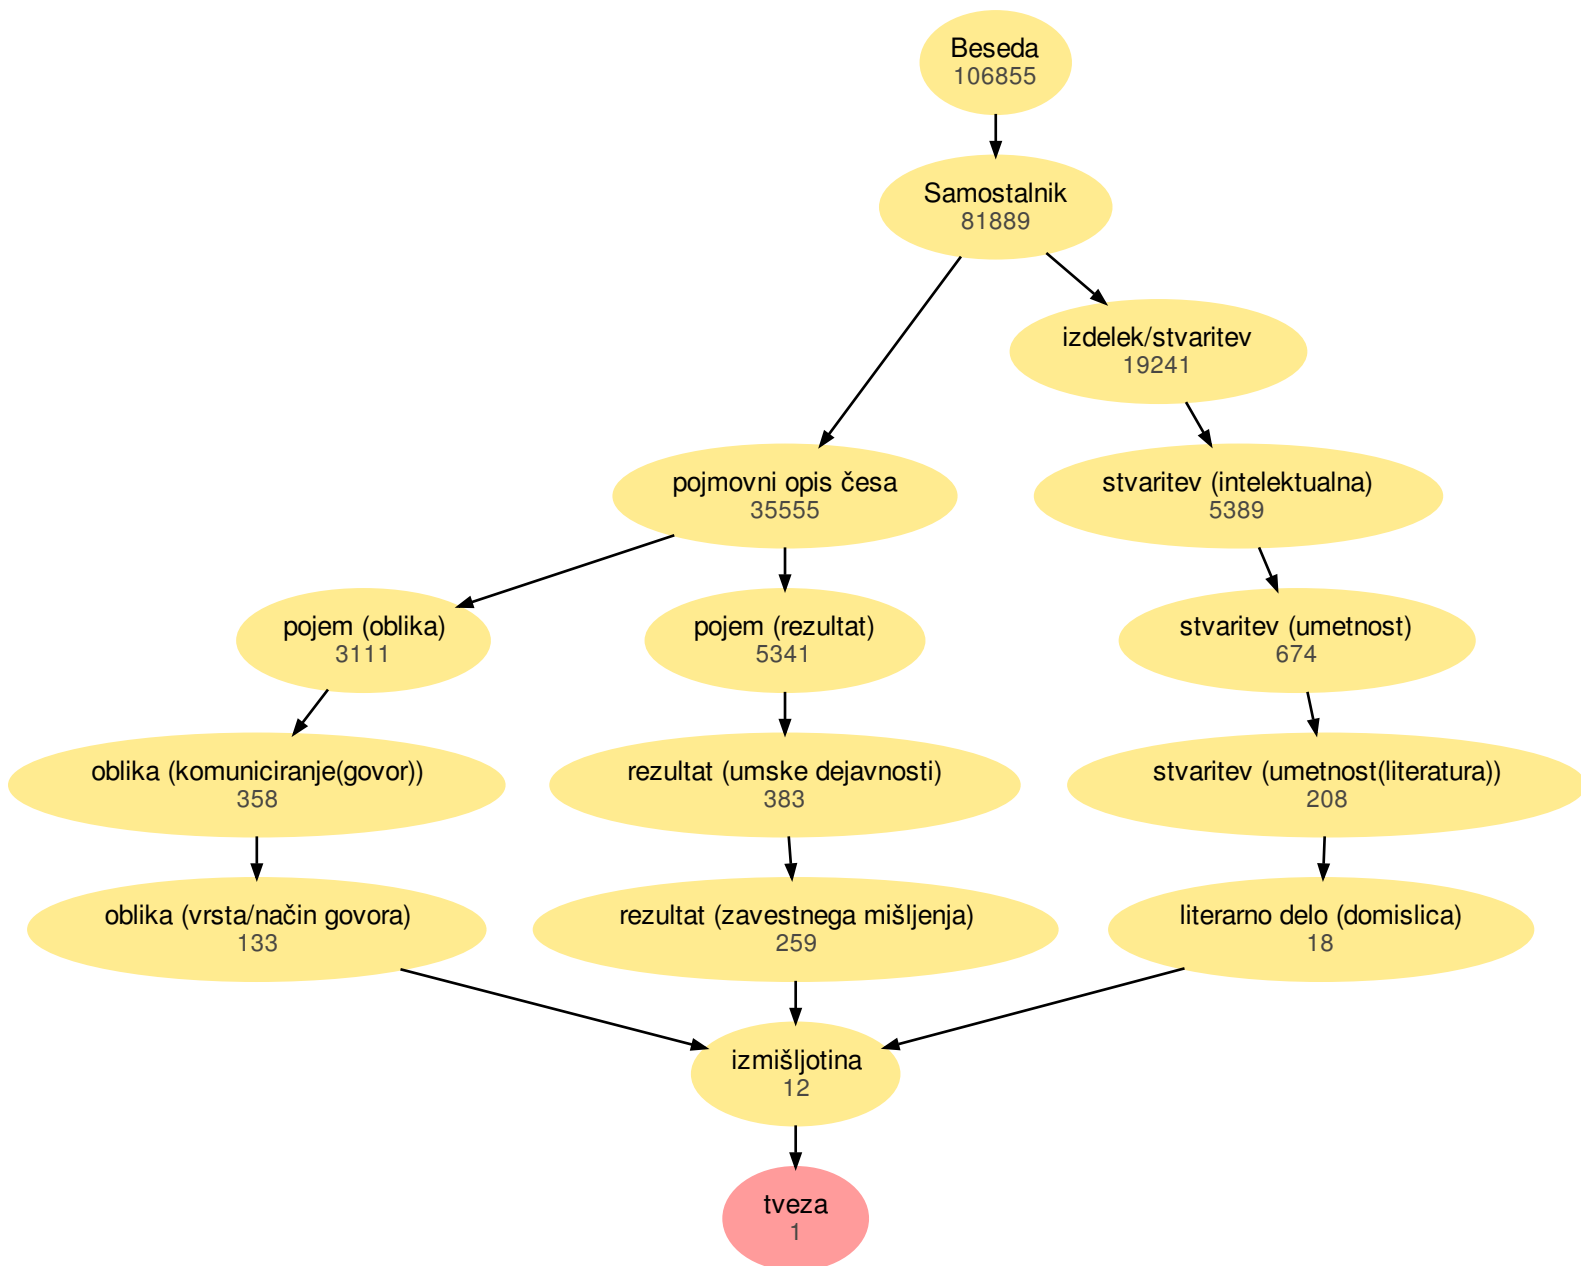 Beseda
106855
Samostalnik
81889
izdelek/stvaritev
19241
pojmovni opis česa
35555
stvaritev (intelektualna)
5389
pojem (oblika)
3111
pojem (rezultat)
5341
stvaritev (umetnost)
674
oblika (komuniciranje(govor))
358
rezultat (umske dejavnosti)
383
stvaritev (umetnost(literatura))
208
oblika (vrsta/način govora)
133
rezultat (zavestnega mišljenja)
259
literarno delo (domislica)
18
izmišljotina
12
tveza
1